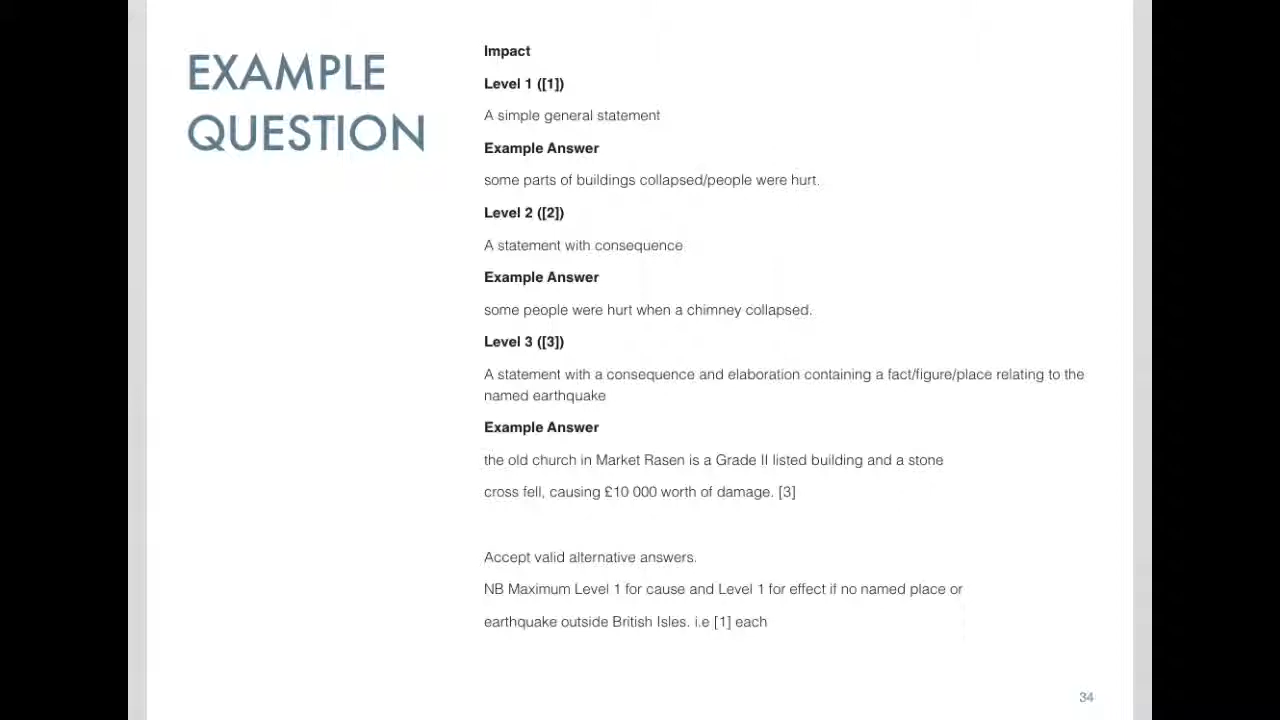 EXAMPLE
QUESTION
Impact
Level 1 ([1])
A simple general statement
Example Answer
some parts of buildings collapsed/people were hurt.
Level 2 ([2])
A statement with consequence
Example Answer
some people were hurt when a chimney collapsed.
Level 3 ([3])
A statement with a consequence and elaboration containing a fact/figure/place relating to the
named earthquake
Example Answer
the old church in Market Rasen is a Grade II listed building and a stone
cross fell, causing £10 000 worth of damage. [3]
Accept valid alternative answers.
NB Maximum Level 1 for cause and Level 1 for effect if no named place or
earthquake outside British Isles. i.e [1] each
34